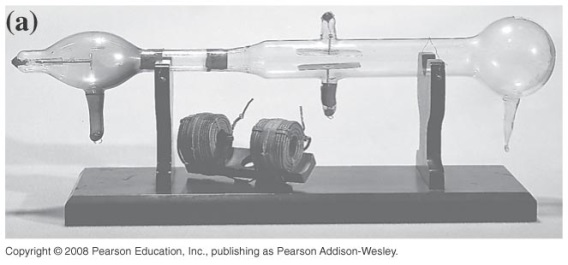 (a)
Copyright © 2008 Pearson Education, Inc., publishing as Pearson Addison-Wesley.